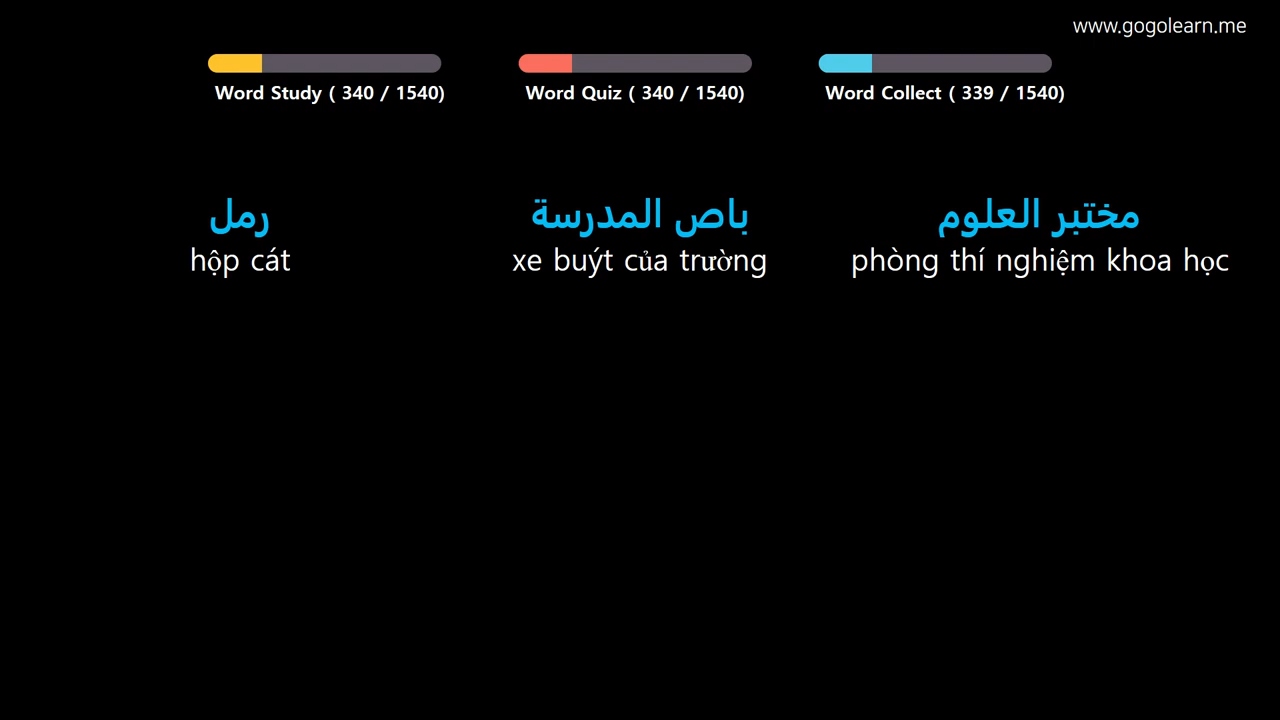 www.gogolearn.me
Word Study ( 340 / 1540)
Word Quiz ( 340 / 1540)
Word Collect ( 339 / 1540)
رمل
hộp cát
باص المدرسة
xe buýt của trường
مختبر العلوم
phòng thí nghiệm khoa học